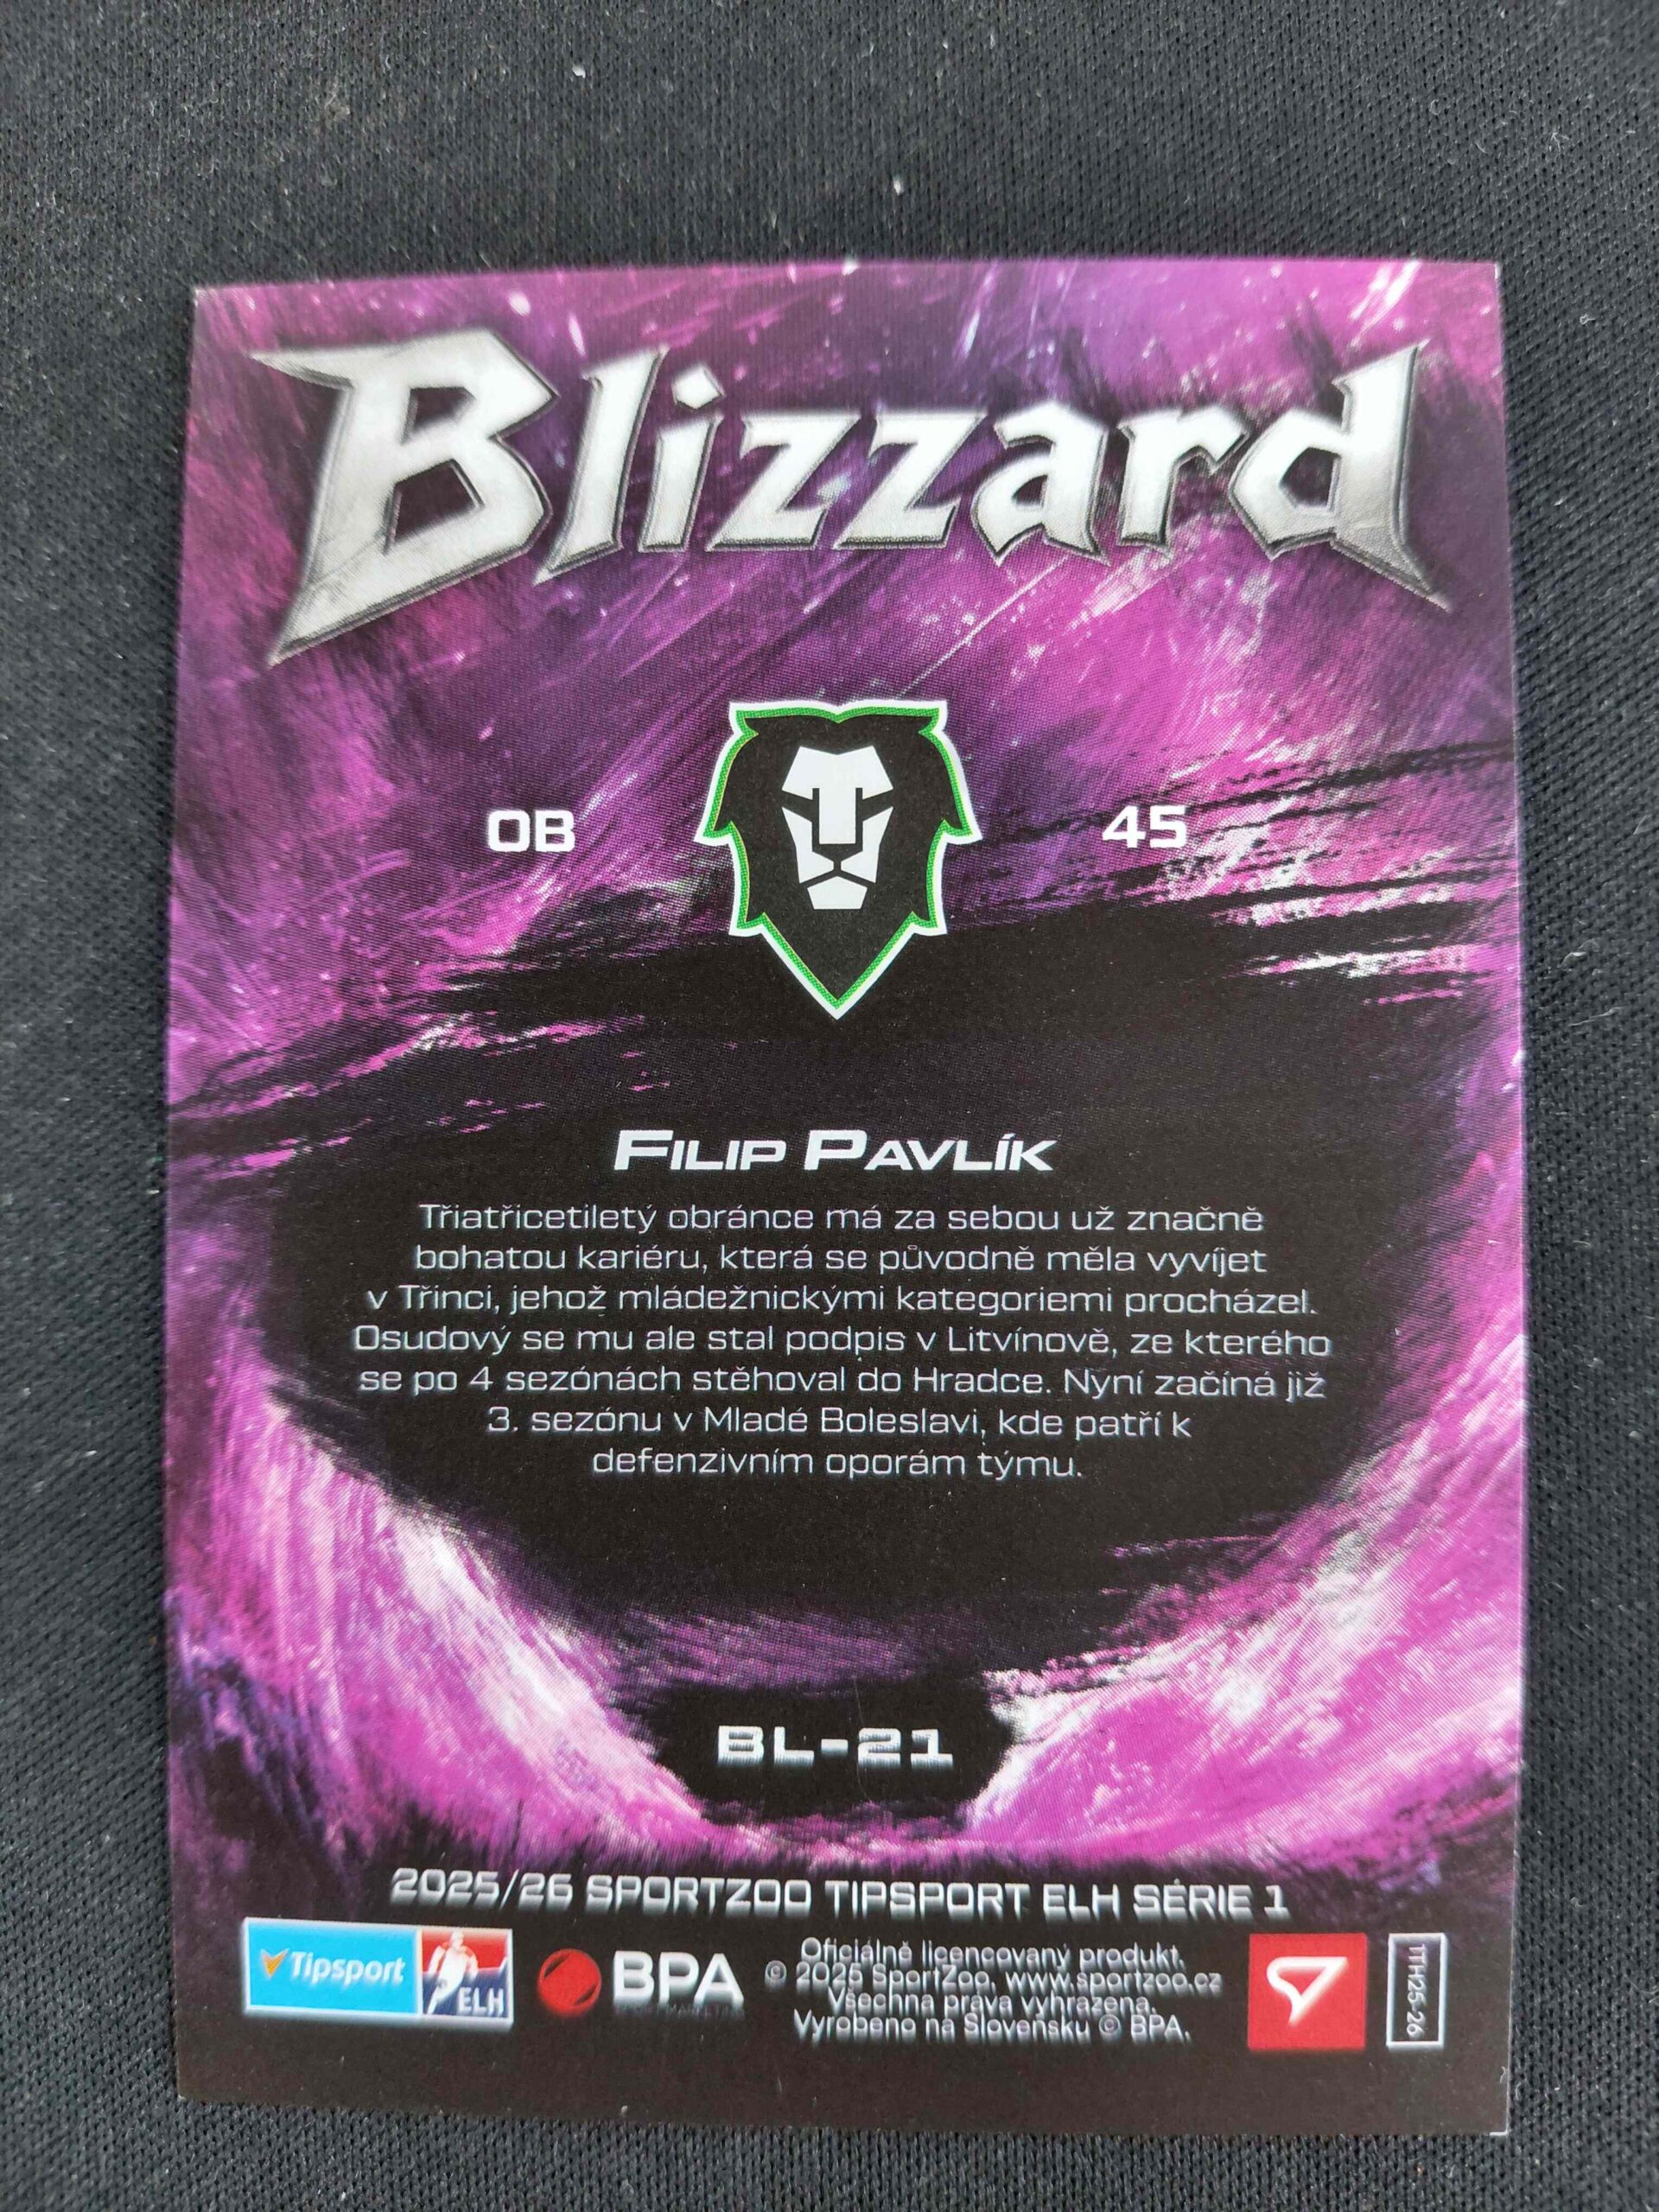 Blizzard
OB
45
FILIP PAVLÍK
Třiatřicetiletý obránce má za sebou už značně
bohatou kariéru, která se původně měla vyvíjet
v Třinci, jehož mládežnickými kategoriemi procházel.
Osudový se mu ale stal podpis v Litvínově, ze kterého
se po 4 sezónách stěhoval do Hradce. Nyní začíná již
3. sezónu v Mladé Boleslavi, kde patří k
defenzivním oporám týmu.
BL-21
2025/26 SPORTZOO TIPSPORT ELH SÉRIE 1
Tipsport
ELH
BPA
Oficiálně licencovaný produkt.
© 2025 SportZoo, www.sportzoo.cz
Všechna práva vyhrazena.
Vyrobeno na Slovensku © BPA.